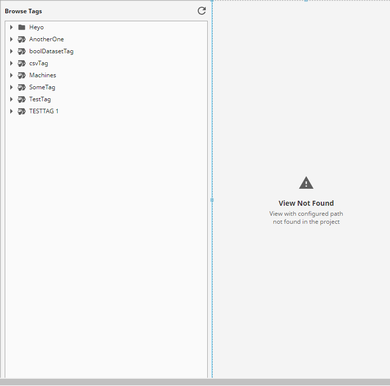 Browse Tags
Heyo
AnotherOne
boolDatasetTag
csvTag
Machines
SomeTag
TestTag
TESTTAG 1
View Not Found
View with configured path
not found in the project